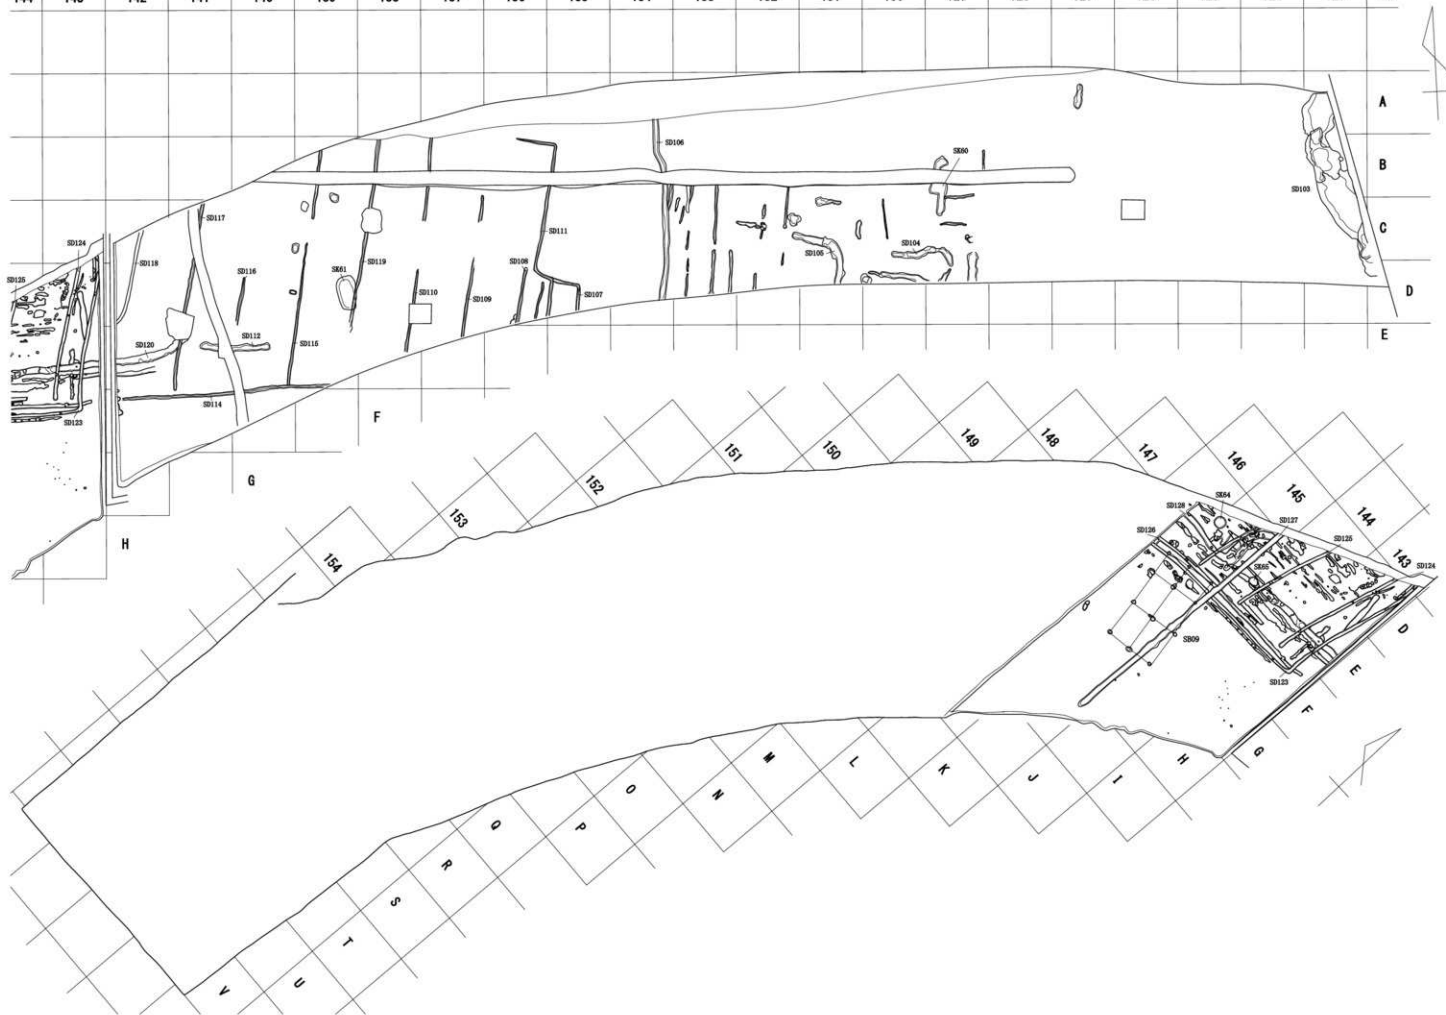 A
SD106
SK60
B
SD103
SD117
C
SD124
SD111
SD104
SD118
SD105
SD119
SD116
SK61
SD108
SD125
SD110
SD109
SD107
D
SD112
E
SD120
SD115
SD114
F
SD123
G
H
154
153
152
151
150
149
148
147
146
145
144
143
SK64
SD128
SD127
SD126
SD125
SD124
SK65
SB09
SD123
D
E
F
G
H
I
J
K
L
M
N
O
P
Q
R
S
T
U
V